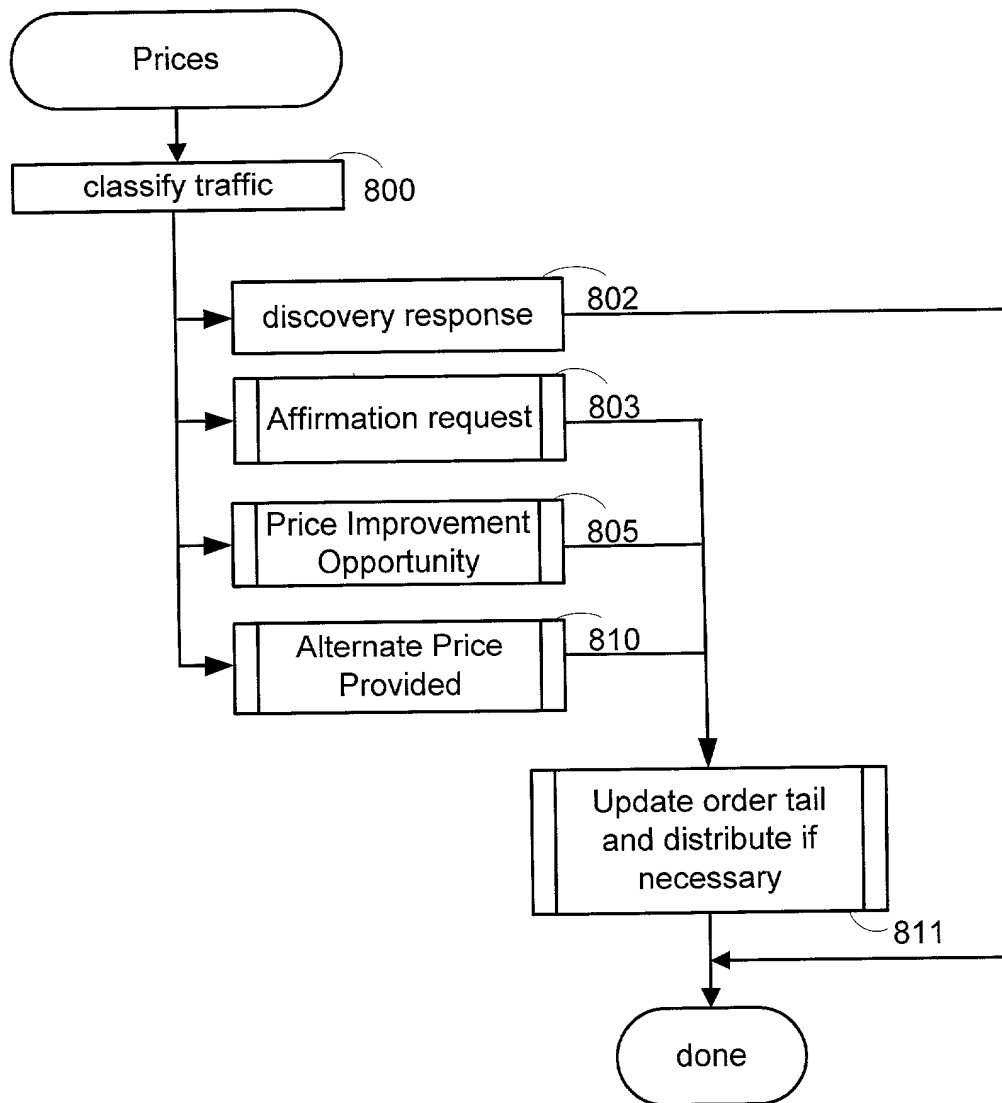 Prices
classify traffic
800
discovery response
802
Affirmation request
803
Price Improvement
Opportunity
805
Alternate Price
Provided
810
Update order tail
and distribute if
necessary
811
done